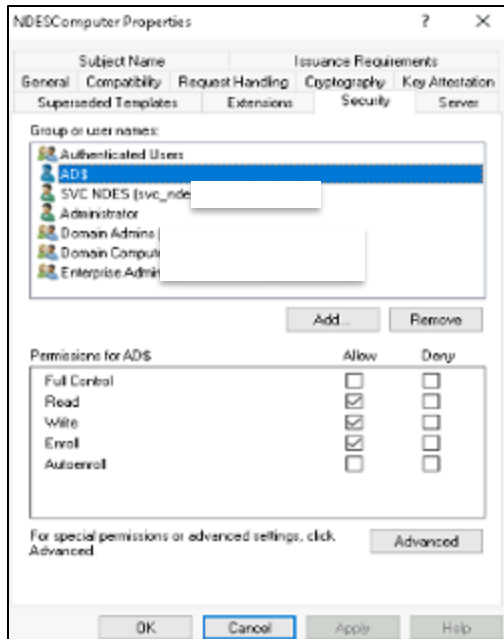 NDESComputer Properties ? ×
Subject Name Issuance Requirements
General Compatibility Request Handling Cryptography Key Attestation
Superseded Templates Extensions Security Server
Group or user names:
Authenticated Users
AD$
SVC NDES (svc_nde
Administrator
Domain Admins (
Domain Comput
Enterprise Admin
Add... Remove
Permissions for AD$ Allow Deny
Full Control
Read
Write
Enroll
Autoenroll
For special permissions or advanced settings, click Advanced
Advanced.
OK Cancel Apply Help